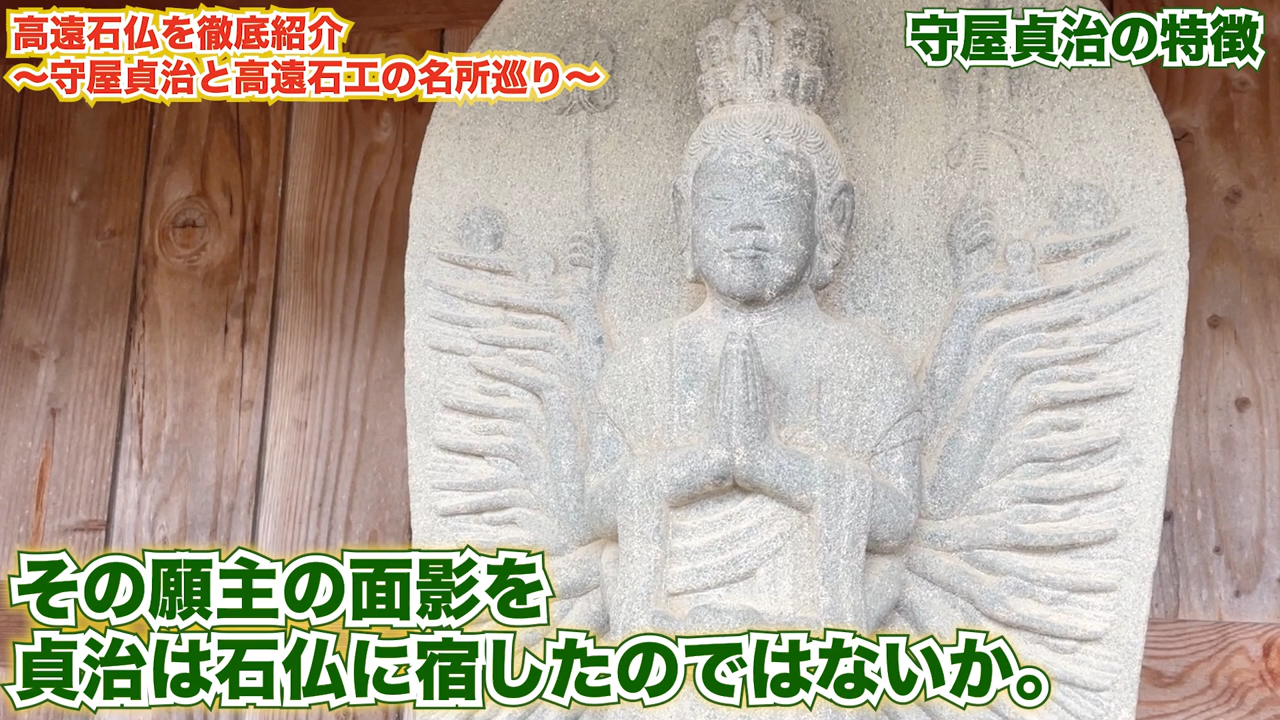 高遠石仏を徹底紹介
～守屋貞治と高遠石工の名所巡り～
守屋貞治の特徴
その願主の面影を
貞治は石仏に宿したのではないか。